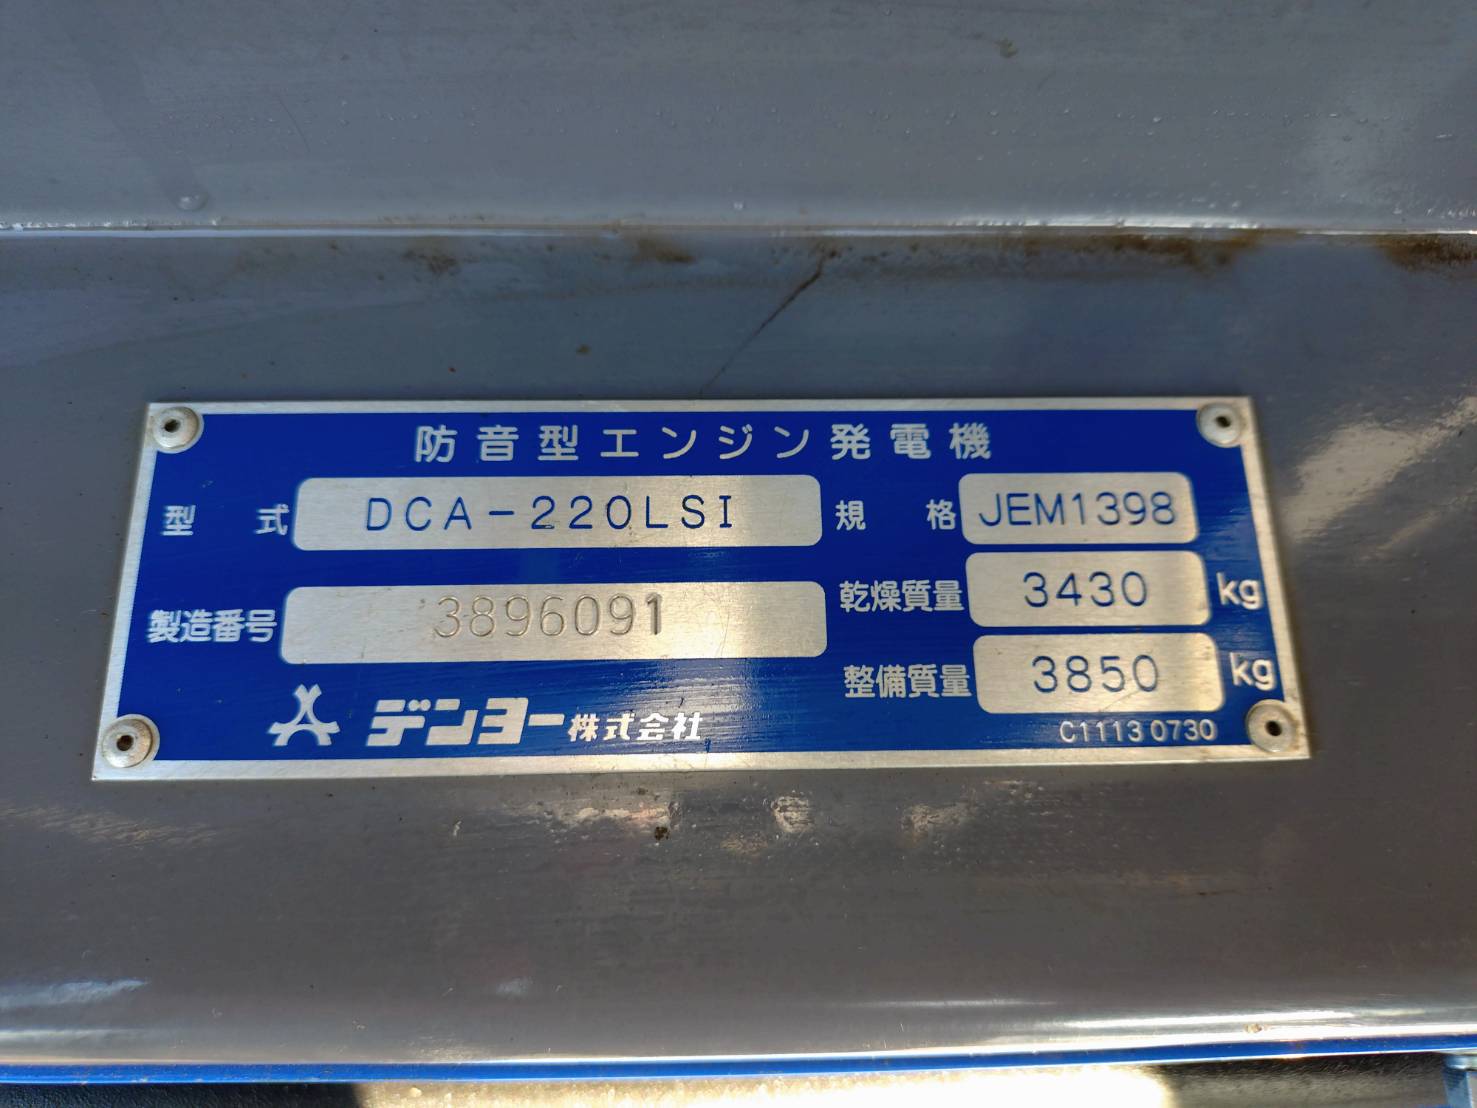 防音型エンジン発電機
型式 DCA-220LSI 規格 JEM1398
乾燥質量 3430 kg
製造番号 3896091
整備質量 3850 kg
デンヨー株式会社
C1113 0730